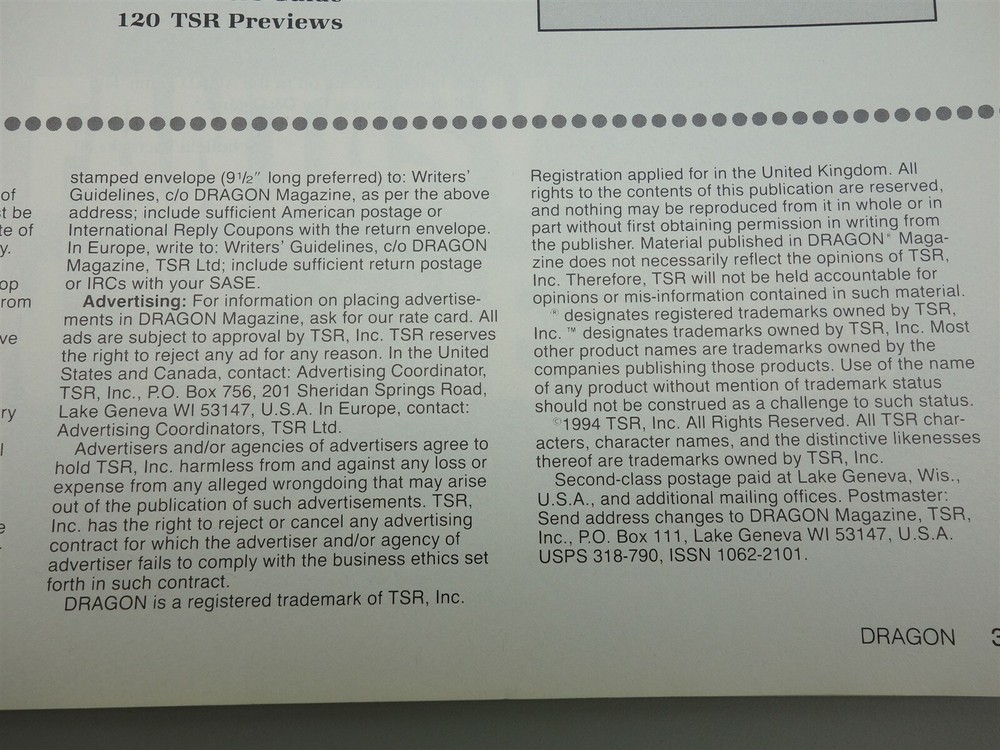 120 TSR Previews
of
te of
y.
op
rom
ve
ry
stamped envelope (9 1/2" long preferred) to: Writers'
Guidelines, c/o DRAGON Magazine, as per the above
address; include sufficient American postage or
International Reply Coupons with the return envelope.
In Europe, write to: Writers' Guidelines, c/o DRAGON
Magazine, TSR Ltd; include sufficient return postage
or IRCs with your SASE.
Advertising: For information on placing advertise-
ments in DRAGON Magazine, ask for our rate card. All
ads are subject to approval by TSR, Inc. TSR reserves
the right to reject any ad for any reason. In the United
States and Canada, contact: Advertising Coordinator,
TSR, Inc., P.O. Box 756, 201 Sheridan Springs Road,
Lake Geneva WI 53147, U.S.A. In Europe, contact:
Advertising Coordinators, TSR Ltd.
Advertisers and/or agencies of advertisers agree to
hold TSR, Inc. harmless from and against any loss or
expense from any alleged wrongdoing that may arise
out of the publication of such advertisements. TSR,
Inc. has the right to reject or cancel any advertising
contract for which the advertiser and/or agency of
advertiser fails to comply with the business ethics set
forth in such contract.
DRAGON is a registered trademark of TSR, Inc.
Registration applied for in the United Kingdom. All
rights to the contents of this publication are reserved,
and nothing may be reproduced from it in whole or in
part without first obtaining permission in writing from
the publisher. Material published in DRAGON® Maga-
zine does not necessarily reflect the opinions of TSR,
Inc. Therefore, TSR will not be held accountable for
opinions or mis-information contained in such material.
® designates registered trademarks owned by TSR,
Inc. ™ designates trademarks owned by TSR, Inc. Most
other product names are trademarks owned by the
companies publishing those products. Use of the name
of any product without mention of trademark status
should not be construed as a challenge to such status.
©1994 TSR, Inc. All Rights Reserved. All TSR char-
acters, character names, and the distinctive likenesses
thereof are trademarks owned by TSR, Inc.
Second-class postage paid at Lake Geneva, Wis.,
U.S.A., and additional mailing offices. Postmaster:
Send address changes to DRAGON Magazine, TSR,
Inc., P.O. Box 111, Lake Geneva WI 53147, U.S.A.
USPS 318-790, ISSN 1062-2101.
DRAGON 3